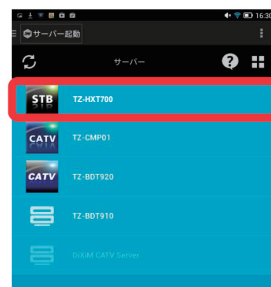 16:30
サーバー起動
サーバー
?
STB TZ-HXT700
CATV TZ-CMP01
CATV TZ-BDT920
TZ-BDT910
DiXiM CATV Server